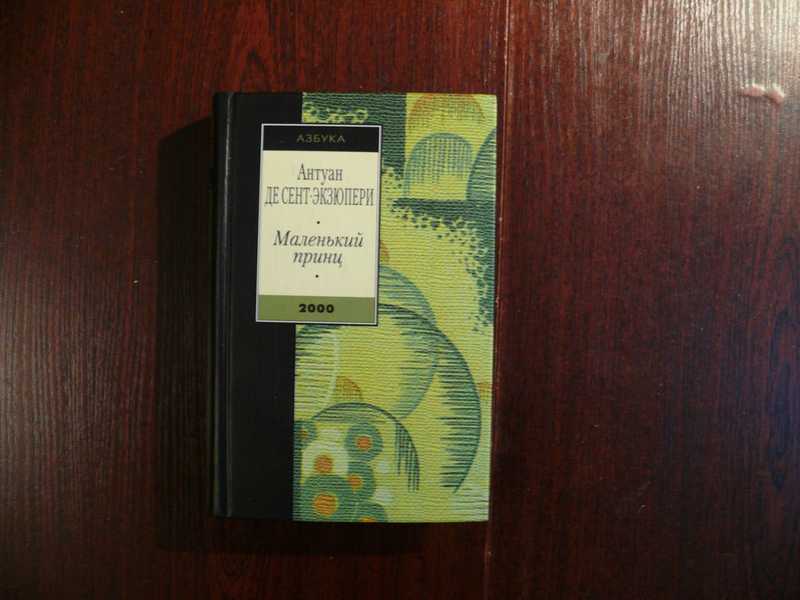 АЗБУКА
Антуан
ДЕ СЕНТ-ЭКЗЮПЕРИ
Маленький
принц
2000